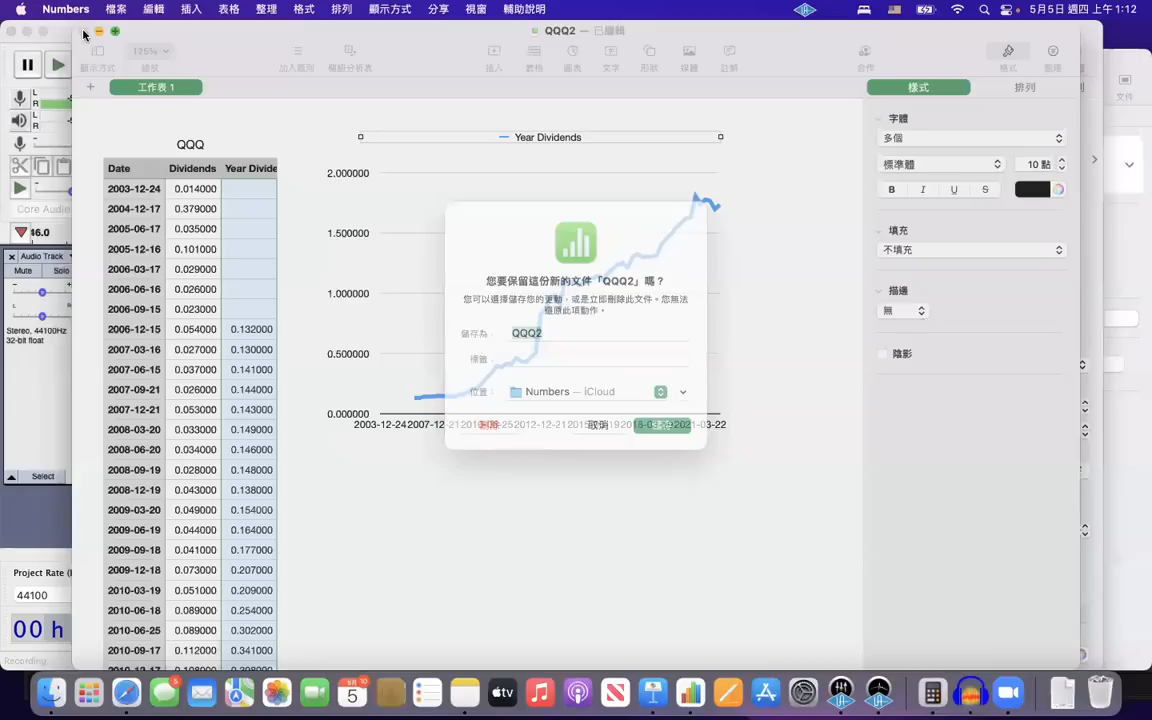 Numbers 檔案 編輯 插入 表格 整理 格式 排列 顯示方式 分享 視窗 輔助說明 5月5日 週四 上午 1:12
QQQ2 — 已編輯
125%
顯示方式 縮放 加入類別 樞紐分析表 插入 表格 圖表 文字 形狀 媒體 註解 合作 格式 整理
文件
工作表 1
樣式 排列
L
R
L
R
Core Audio
46.0
Audio Track
Mute Solo
L R
Stereo, 44100Hz
32-bit float
Select
Project Rate (
44100
00 h
Recording.
QQQ
Date Dividends Year Divide
2003-12-24 0.014000
2004-12-17 0.379000
2005-06-17 0.035000
2005-12-16 0.101000
2006-03-17 0.029000
2006-06-16 0.026000
2006-09-15 0.023000
2006-12-15 0.054000 0.132000
2007-03-16 0.027000 0.130000
2007-06-15 0.037000 0.141000
2007-09-21 0.026000 0.144000
2007-12-21 0.053000 0.143000
2008-03-20 0.033000 0.149000
2008-06-20 0.034000 0.146000
2008-09-19 0.028000 0.148000
2008-12-19 0.043000 0.138000
2009-03-20 0.049000 0.154000
2009-06-19 0.044000 0.164000
2009-09-18 0.041000 0.177000
2009-12-18 0.073000 0.207000
2010-03-19 0.051000 0.209000
2010-06-18 0.089000 0.254000
2010-06-25 0.089000 0.302000
2010-09-17 0.112000 0.341000
Year Dividends
2.000000
1.500000
1.000000
0.500000
0.000000
2003-12-24 2007-12-21 2012-12-21 2021-03-22
您要保留這份新的文件「QQQ2」嗎?
您可以選擇儲存您的更動,或是立即刪除此文件。您無法
還原此項動作。
儲存為:QQQ2
標籤:
位置:Numbers — iCloud
刪除 取消
字體
多個
標準體 10 點
B I U S
填充
不填充
描邊
無
陰影
5
5月
10
5
tv